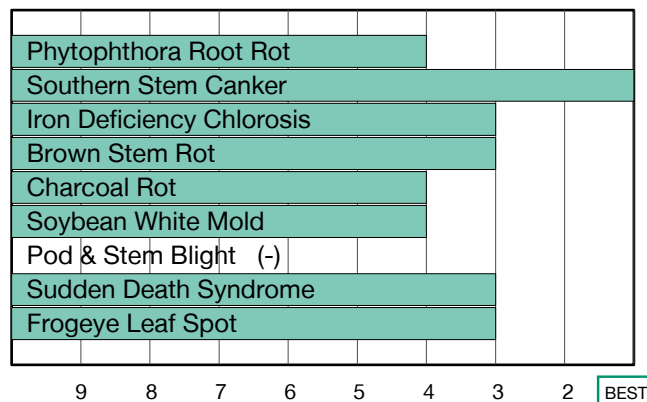 Phytophthora Root Rot
Southern Stem Canker
Iron Deficiency Chlorosis
Brown Stem Rot
Charcoal Rot
Soybean White Mold
Pod & Stem Blight (-)
Sudden Death Syndrome
Frogeye Leaf Spot
9 8 7 6 5 4 3 2 BEST